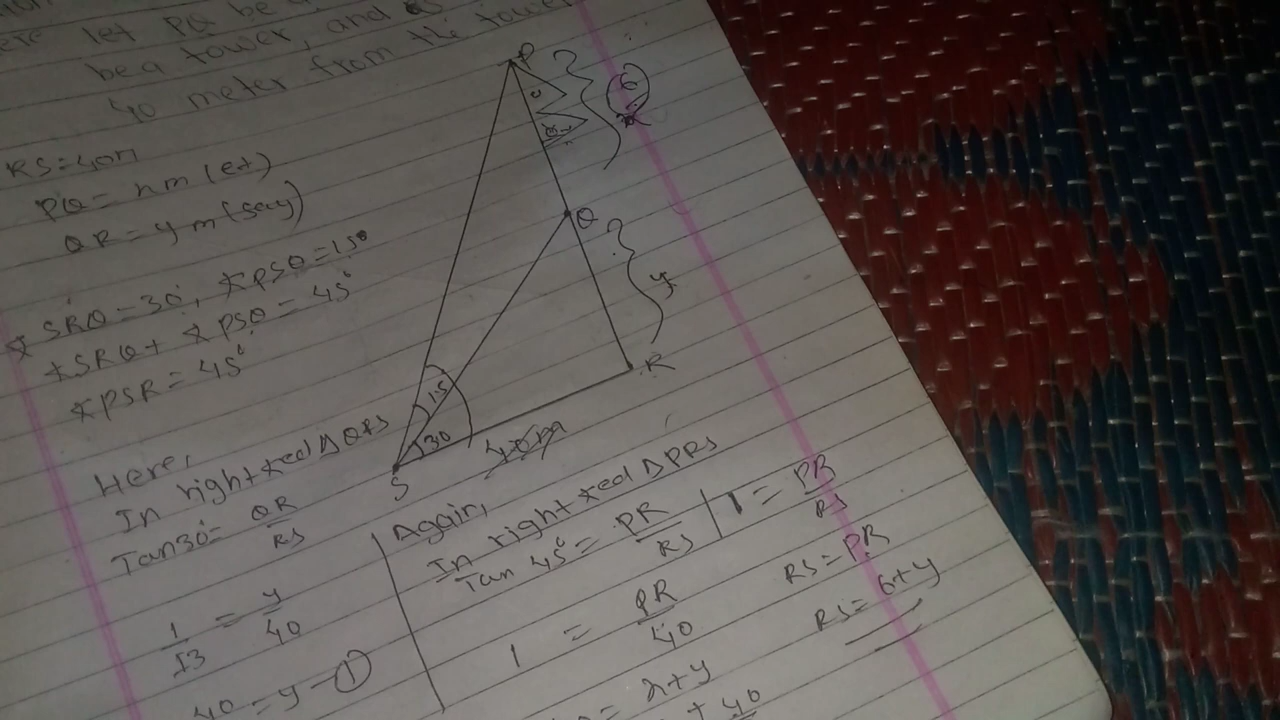 let PQ be a
be a tower, and
40 meter from the tower
RS=40m
PQ = hm (let)
QR = ym (say)
∡SRQ = 30°, ∡PSQ = 15°
∡SRQ + ∡PSQ = 45°
∡PSR = 45°
P
6
Q
y
R
15
30
40m
S
Here,
In right∡ed ΔQRS
Tan30° = QR/RS
1/√3 = y/40
40 = y - ①
Again,
In right∡ed ΔPRS
Tan 45° = PR/RS
1 = PR/40
= x+y
+ 40
1 = PR/RS
RS = PR
RS = 6+y